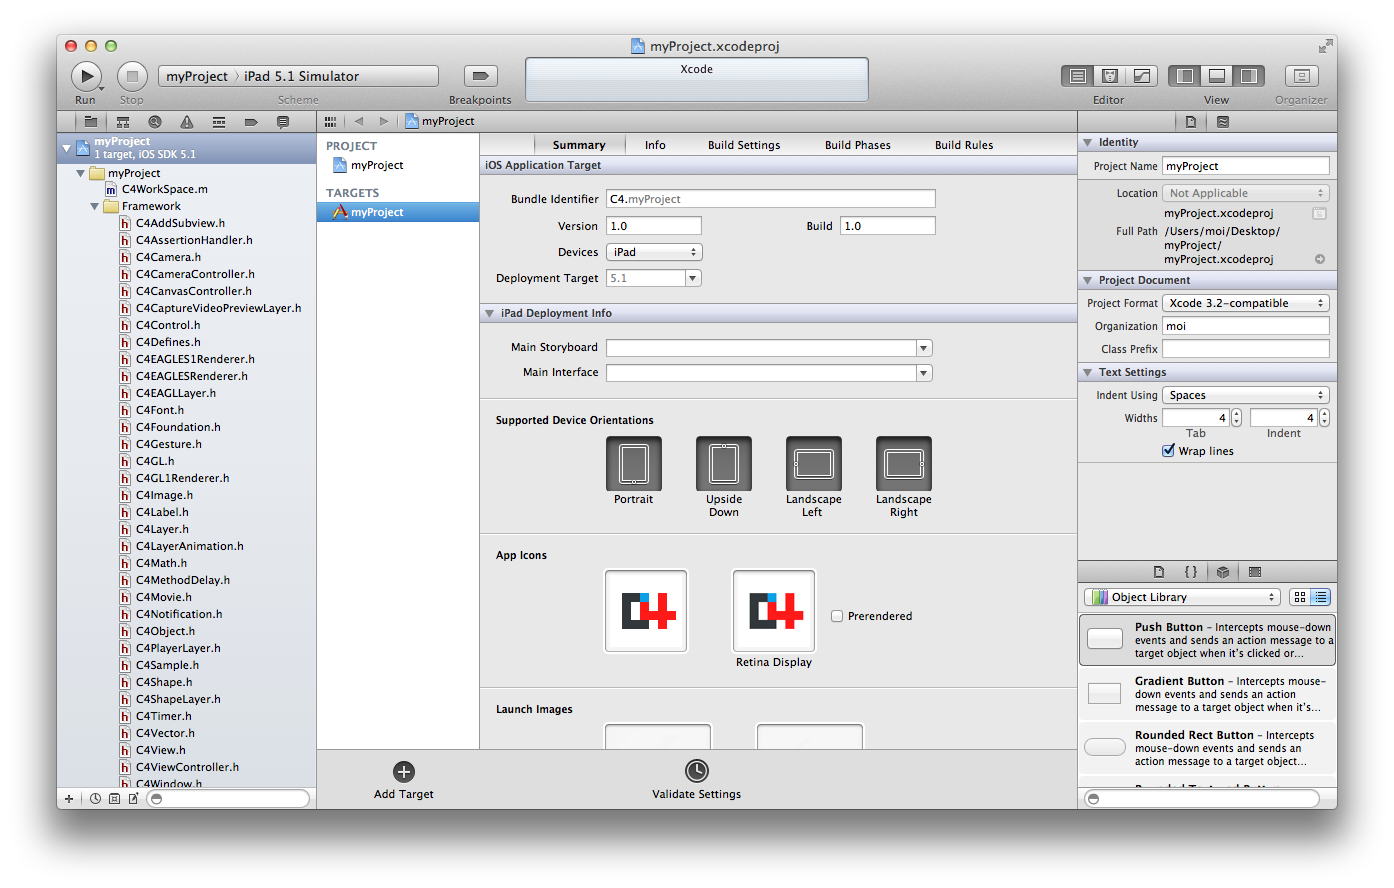 myProject.xcodeproj
myProject › iPad 5.1 Simulator
Xcode
Run
Stop
Scheme
Breakpoints
Editor
View
Organizer
myProject
1 target, iOS SDK 5.1
myProject
C4WorkSpace.m
Framework
C4AddSubview.h
C4AssertionHandler.h
C4Camera.h
C4CameraController.h
C4CanvasController.h
C4CaptureVideoPreviewLayer.h
C4Control.h
C4Defines.h
C4EAGLES1Renderer.h
C4EAGLESRenderer.h
C4EAGLLayer.h
C4Font.h
C4Foundation.h
C4Gesture.h
C4GL.h
C4GL1Renderer.h
C4Image.h
C4Label.h
C4Layer.h
C4LayerAnimation.h
C4Math.h
C4MethodDelay.h
C4Movie.h
C4Notification.h
C4Object.h
C4PlayerLayer.h
C4Sample.h
C4Shape.h
C4ShapeLayer.h
C4Timer.h
C4Vector.h
C4View.h
C4ViewController.h
C4Window.h
myProject
PROJECT
myProject
TARGETS
myProject
Summary
Info
Build Settings
Build Phases
Build Rules
iOS Application Target
Bundle Identifier C4.myProject
Version 1.0
Build 1.0
Devices iPad
Deployment Target 5.1
iPad Deployment Info
Main Storyboard
Main Interface
Supported Device Orientations
Portrait
Upside
Down
Landscape
Left
Landscape
Right
App Icons
C4
C4
Prerendered
Retina Display
Launch Images
Add Target
Validate Settings
Identity
Project Name myProject
Location Not Applicable
myProject.xcodeproj
Full Path /Users/moi/Desktop/
myProject/
myProject.xcodeproj
Project Document
Project Format Xcode 3.2-compatible
Organization moi
Class Prefix
Text Settings
Indent Using Spaces
Widths 4 4
Tab Indent
Wrap lines
{ }
Object Library
Push Button – Intercepts mouse-down
events and sends an action message to a
target object when it's clicked or...
Gradient Button – Intercepts mouse-
down events and sends an action
message to a target object when it's...
Rounded Rect Button – Intercepts
mouse-down events and sends an
action message to a target object...